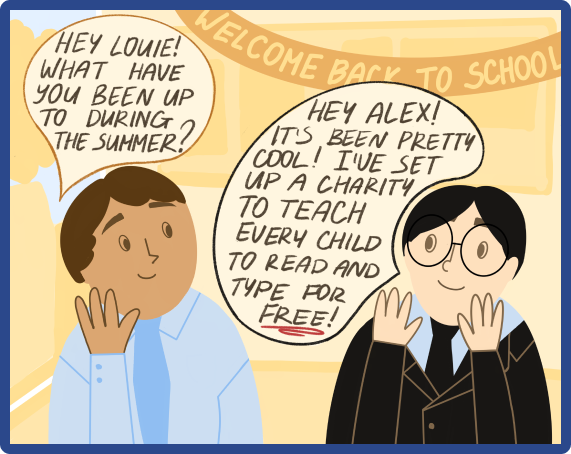 WELCOME BACK TO SCHOOL
HEY LOUIE!
WHAT HAVE
YOU BEEN UP
TO DURING
THE SUMMER?
HEY ALEX!
IT'S BEEN PRETTY
COOL! I'VE SET
UP A CHARITY
TO TEACH
EVERY CHILD
TO READ AND
TYPE FOR
FREE!